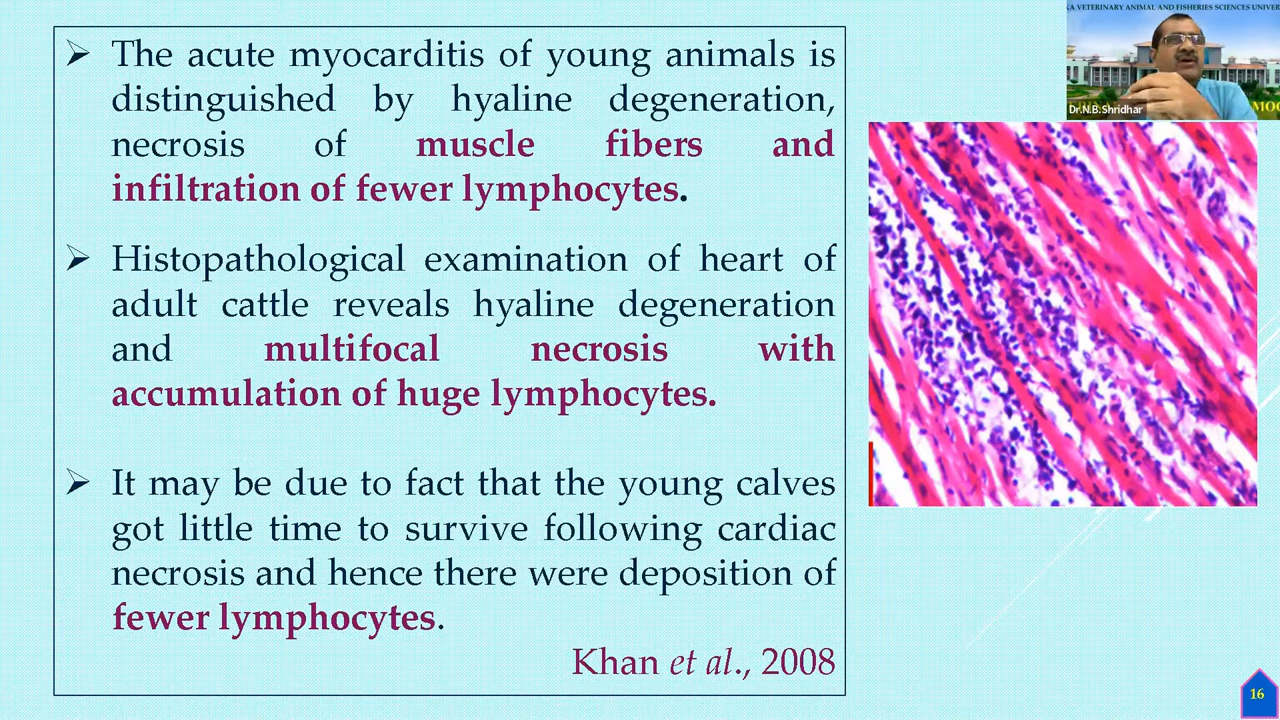 The acute myocarditis of young animals is
distinguished by hyaline degeneration,
necrosis of muscle fibers and
infiltration of fewer lymphocytes.
Histopathological examination of heart of
adult cattle reveals hyaline degeneration
and multifocal necrosis with
accumulation of huge lymphocytes.
It may be due to fact that the young calves
got little time to survive following cardiac
necrosis and hence there were deposition of
fewer lymphocytes.
Khan et al., 2008
VETERINARY ANIMAL AND FISHERIES SCIENCES
Dr.N.B.Shridhar
16